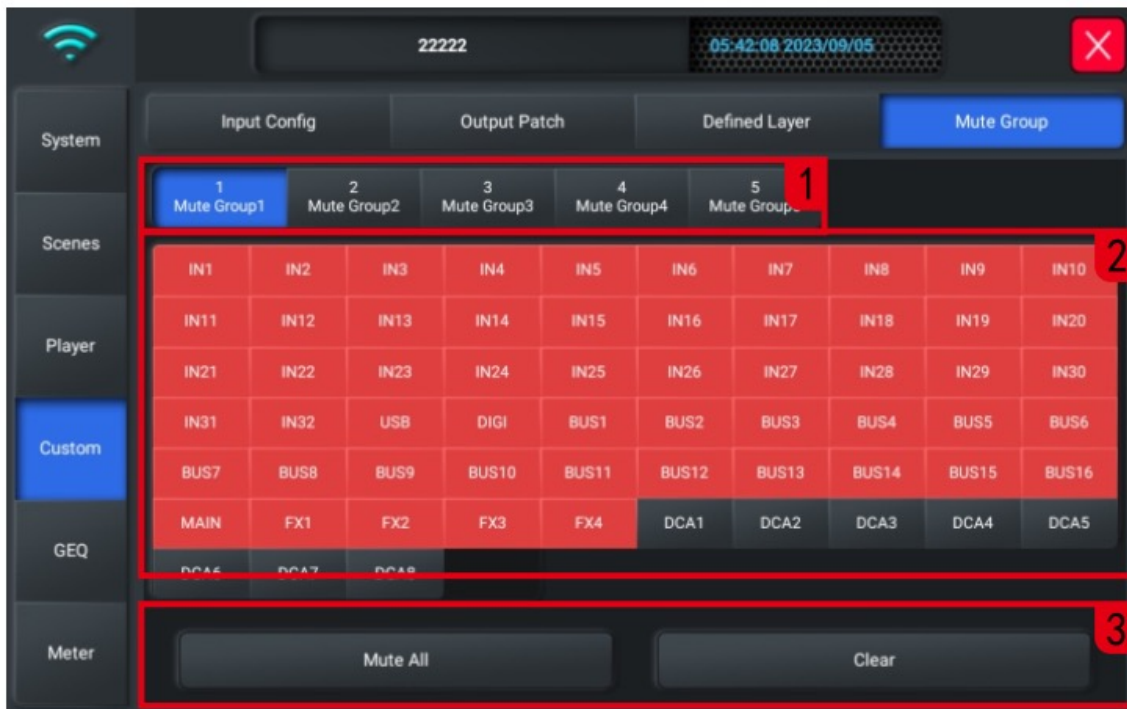 22222
05:42:08 2023/09/05
Input Config
Output Patch
Defined Layer
Mute Group
System
Scenes
Player
Custom
GEQ
Meter
1
Mute Group1
2
Mute Group2
3
Mute Group3
4
Mute Group4
5
1
2
IN1 IN2 IN3 IN4 IN5 IN6 IN7 IN8 IN9 IN10
IN11 IN12 IN13 IN14 IN15 IN16 IN17 IN18 IN19 IN20
IN21 IN22 IN23 IN24 IN25 IN26 IN27 IN28 IN29 IN30
IN31 IN32 USB DIGI BUS1 BUS2 BUS3 BUS4 BUS5 BUS6
BUS7 BUS8 BUS9 BUS10 BUS11 BUS12 BUS13 BUS14 BUS15 BUS16
MAIN FX1 FX2 FX3 FX4 DCA1 DCA2 DCA3 DCA4 DCA5
DCA6 DCA7 DCA8
3
Mute All
Clear